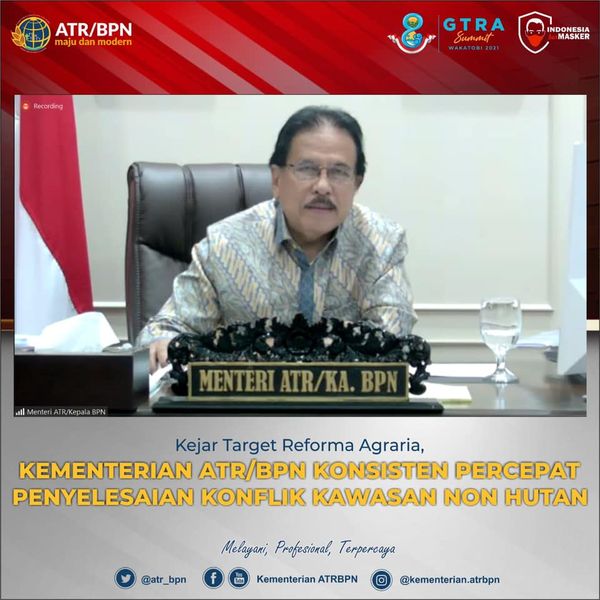 ATR/BPN
maju dan modern
GTRA
Summit
WAKATOBI 2021
INDONESIA
MASKER
Recording
MENTERI ATR/KA. BPN
Menteri ATR/Kepala BPN
Kejar Target Reforma Agraria,
KEMENTERIAN ATR/BPN KONSISTEN PERCEPAT
PENYELESAIAN KONFLIK KAWASAN NON HUTAN
Melayani, Profesional, Terpercaya
@atr_bpn
Kementerian ATRBPN
@kementerian.atrbpn